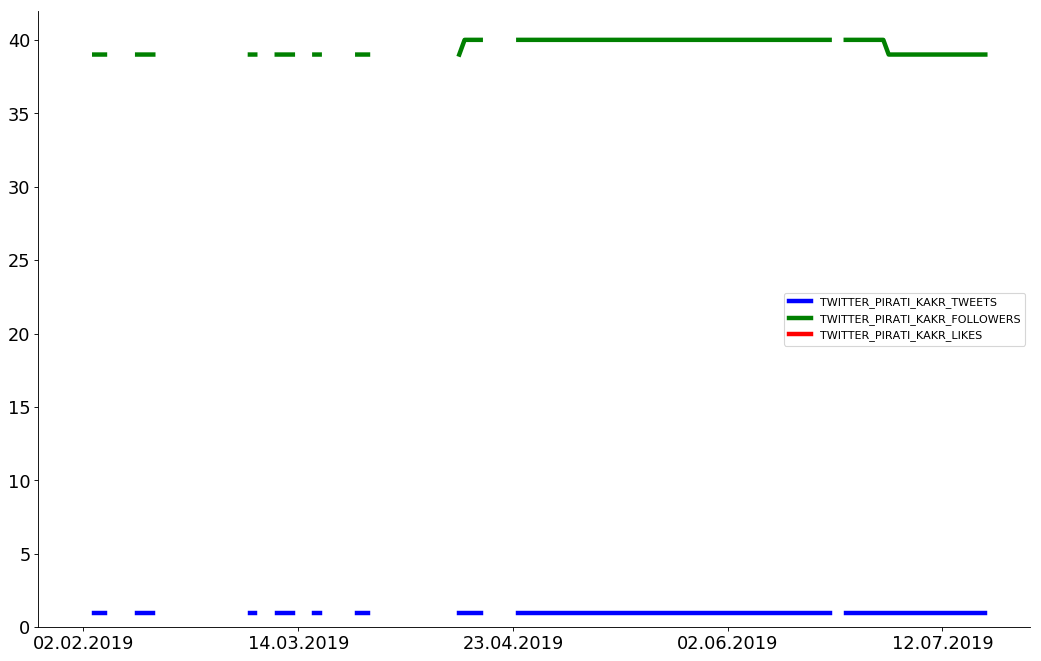 40
35
30
25
20
15
10
5
0
TWITTER_PIRATI_KAKR_TWEETS
TWITTER_PIRATI_KAKR_FOLLOWERS
TWITTER_PIRATI_KAKR_LIKES
02.02.2019 14.03.2019 23.04.2019 02.06.2019 12.07.2019